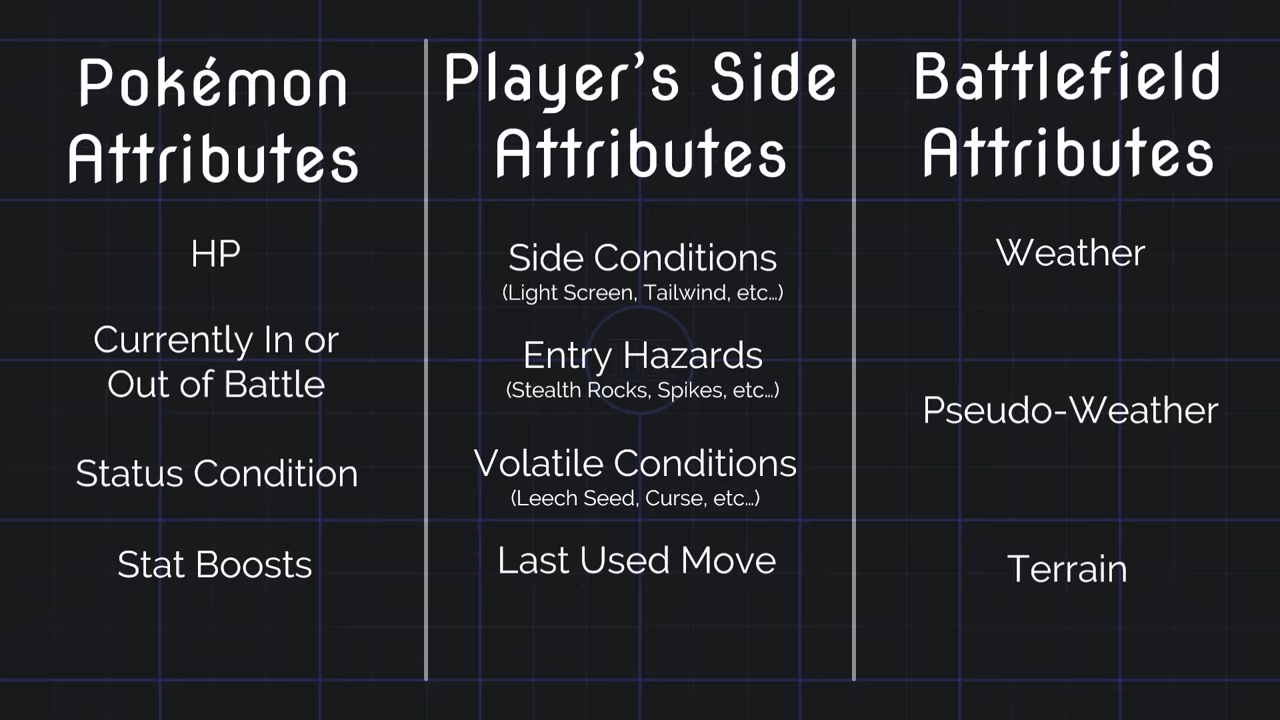 Pokémon
Attributes
HP
Currently In or
Out of Battle
Status Condition
Stat Boosts
Player's Side
Attributes
Side Conditions
(Light Screen, Tailwind, etc...)
Entry Hazards
(Stealth Rocks, Spikes, etc...)
Volatile Conditions
(Leech Seed, Curse, etc...)
Last Used Move
Battlefield
Attributes
Weather
Pseudo-Weather
Terrain